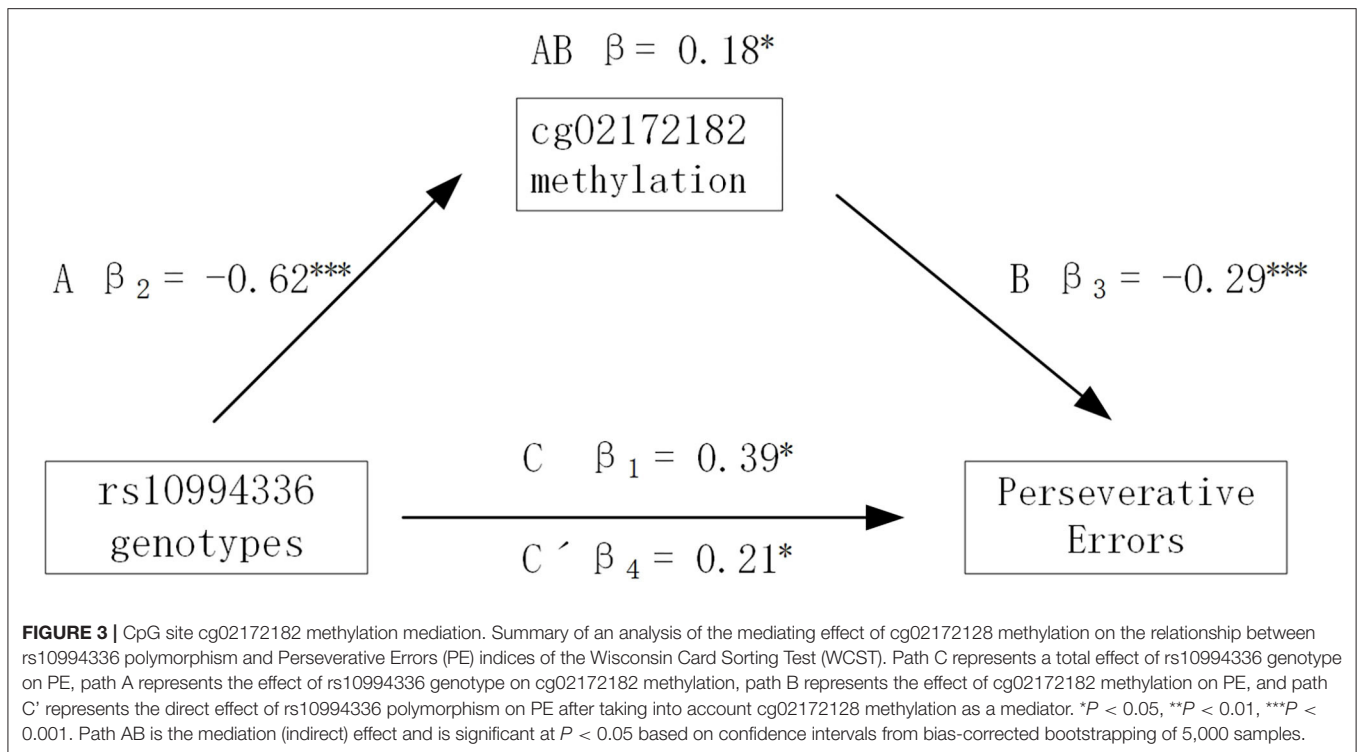 AB β = 0.18*
cg02172182
methylation
A β2 = -0.62***
B β3 = -0.29***
C β1 = 0.39*
rs10994336
genotypes
Perseverative
Errors
C´ β4 = 0.21*
FIGURE 3 | CpG site cg02172182 methylation mediation. Summary of an analysis of the mediating effect of cg02172128 methylation on the relationship between
rs10994336 polymorphism and Perseverative Errors (PE) indices of the Wisconsin Card Sorting Test (WCST). Path C represents a total effect of rs10994336 genotype
on PE, path A represents the effect of rs10994336 genotype on cg02172182 methylation, path B represents the effect of cg02172182 methylation on PE, and path
C' represents the direct effect of rs10994336 polymorphism on PE after taking into account cg02172128 methylation as a mediator. *P < 0.05, **P < 0.01, ***P <
0.001. Path AB is the mediation (indirect) effect and is significant at P < 0.05 based on confidence intervals from bias-corrected bootstrapping of 5,000 samples.